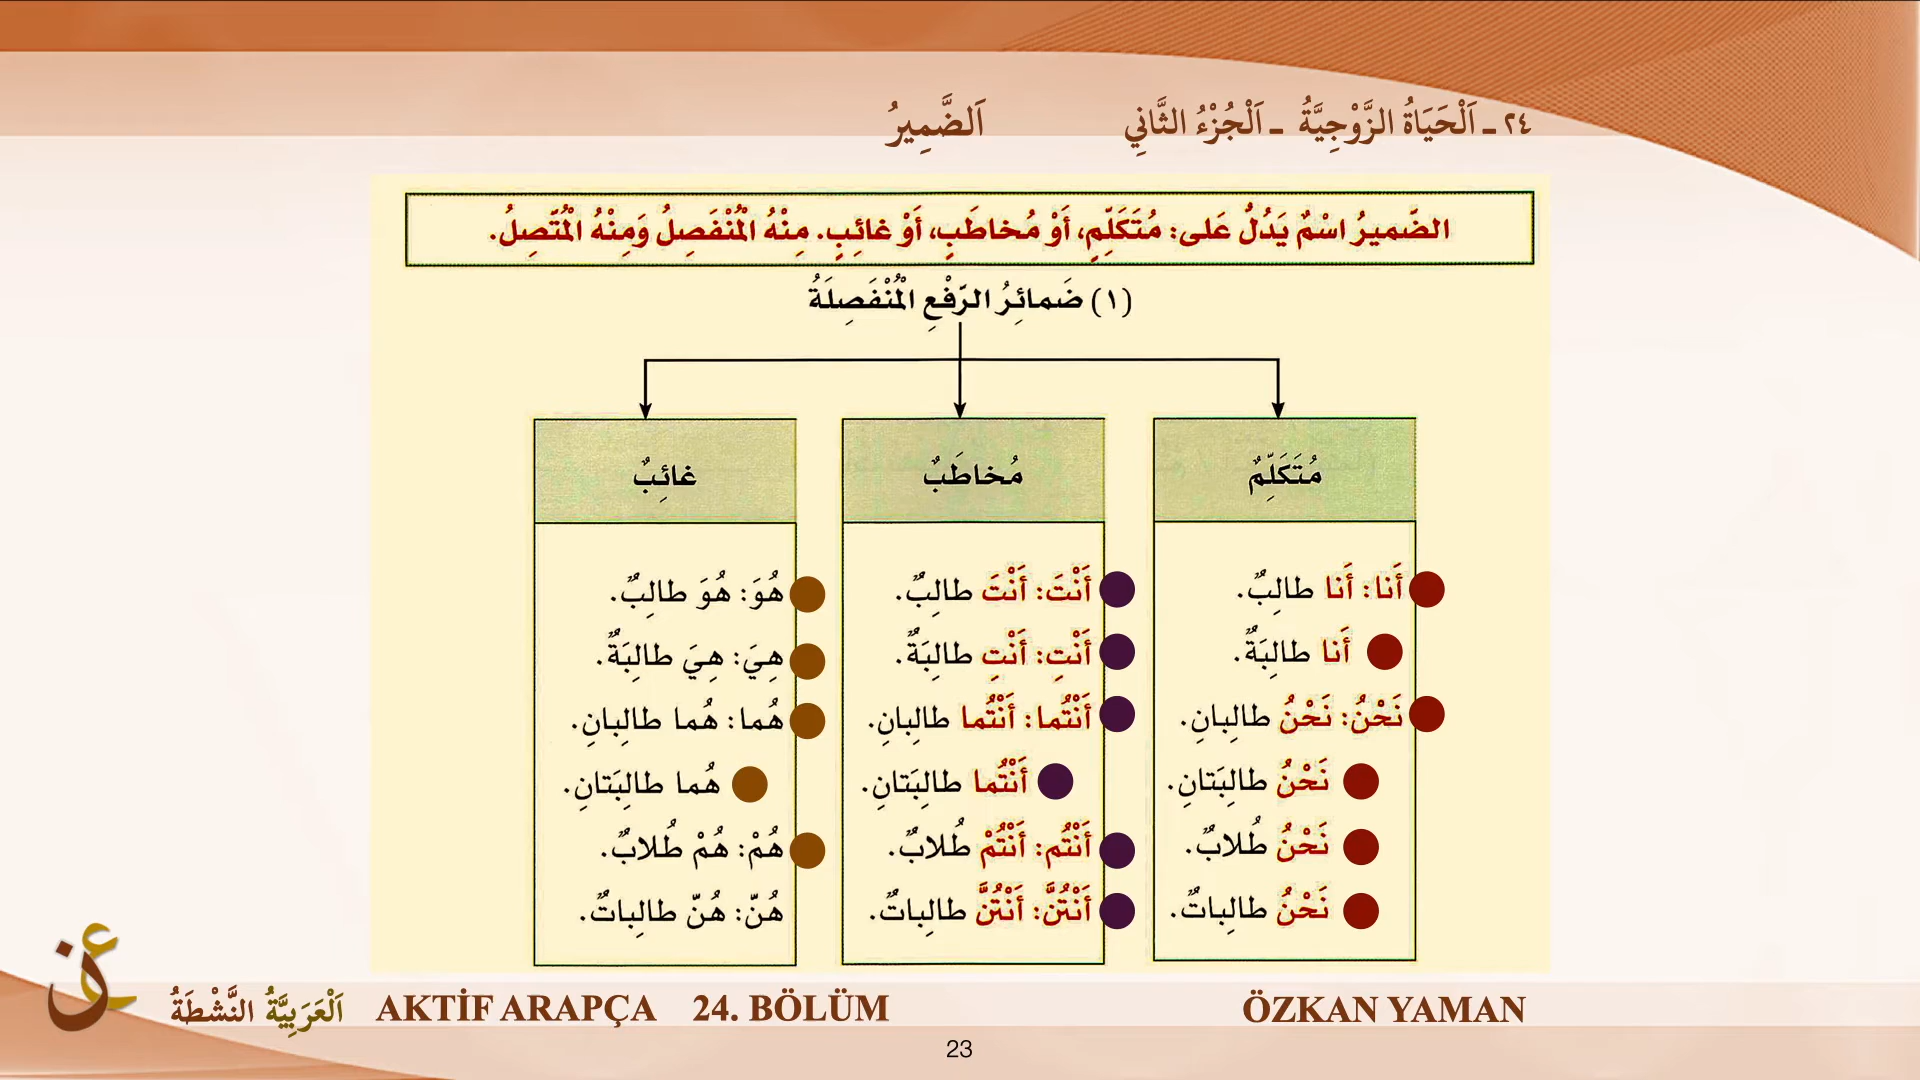 ٢٤ ـ اَلْحَيَاةُ الزَّوْجِيَّةُ ـ اَلْجُزْءُ الثَّانِي اَلضَّمِيرُ
الضَّميرُ اسْمٌ يَدُلُّ عَلى: مُتَكَلِّمٍ، أَوْ مُخاطَبٍ، أَوْ غائِبٍ. مِنْهُ الْمُنْفَصِلُ وَمِنْهُ الْمُتَّصِلُ.
(١) ضَمائِرُ الرَّفْعِ الْمُنْفَصِلَةُ
مُتَكَلِّمٌ
أَنا: أَنا طالِبٌ.
أَنا طالِبَةٌ.
نَحْنُ: نَحْنُ طالِبانِ.
نَحْنُ طالِبَتانِ.
نَحْنُ طُلابٌ.
نَحْنُ طالِباتٌ.
مُخاطَبٌ
أَنْتَ: أَنْتَ طالِبٌ.
أَنْتِ: أَنْتِ طالِبَةٌ.
أَنْتُما: أَنْتُما طالِبانِ.
أَنْتُما طالِبَتانِ.
أَنْتُم: أَنْتُمْ طُلابٌ.
أَنْتُنَّ: أَنْتُنَّ طالِباتٌ.
غائِبٌ
هُوَ: هُوَ طالِبٌ.
هِيَ: هِيَ طالِبَةٌ.
هُما: هُما طالِبانِ.
هُما طالِبَتانِ.
هُمْ: هُمْ طُلابٌ.
هُنّ: هُنّ طالِباتٌ.
اَلْعَرَبِيَّةُ النَّشْطَةُ AKTİF ARAPÇA 24. BÖLÜM ÖZKAN YAMAN
23